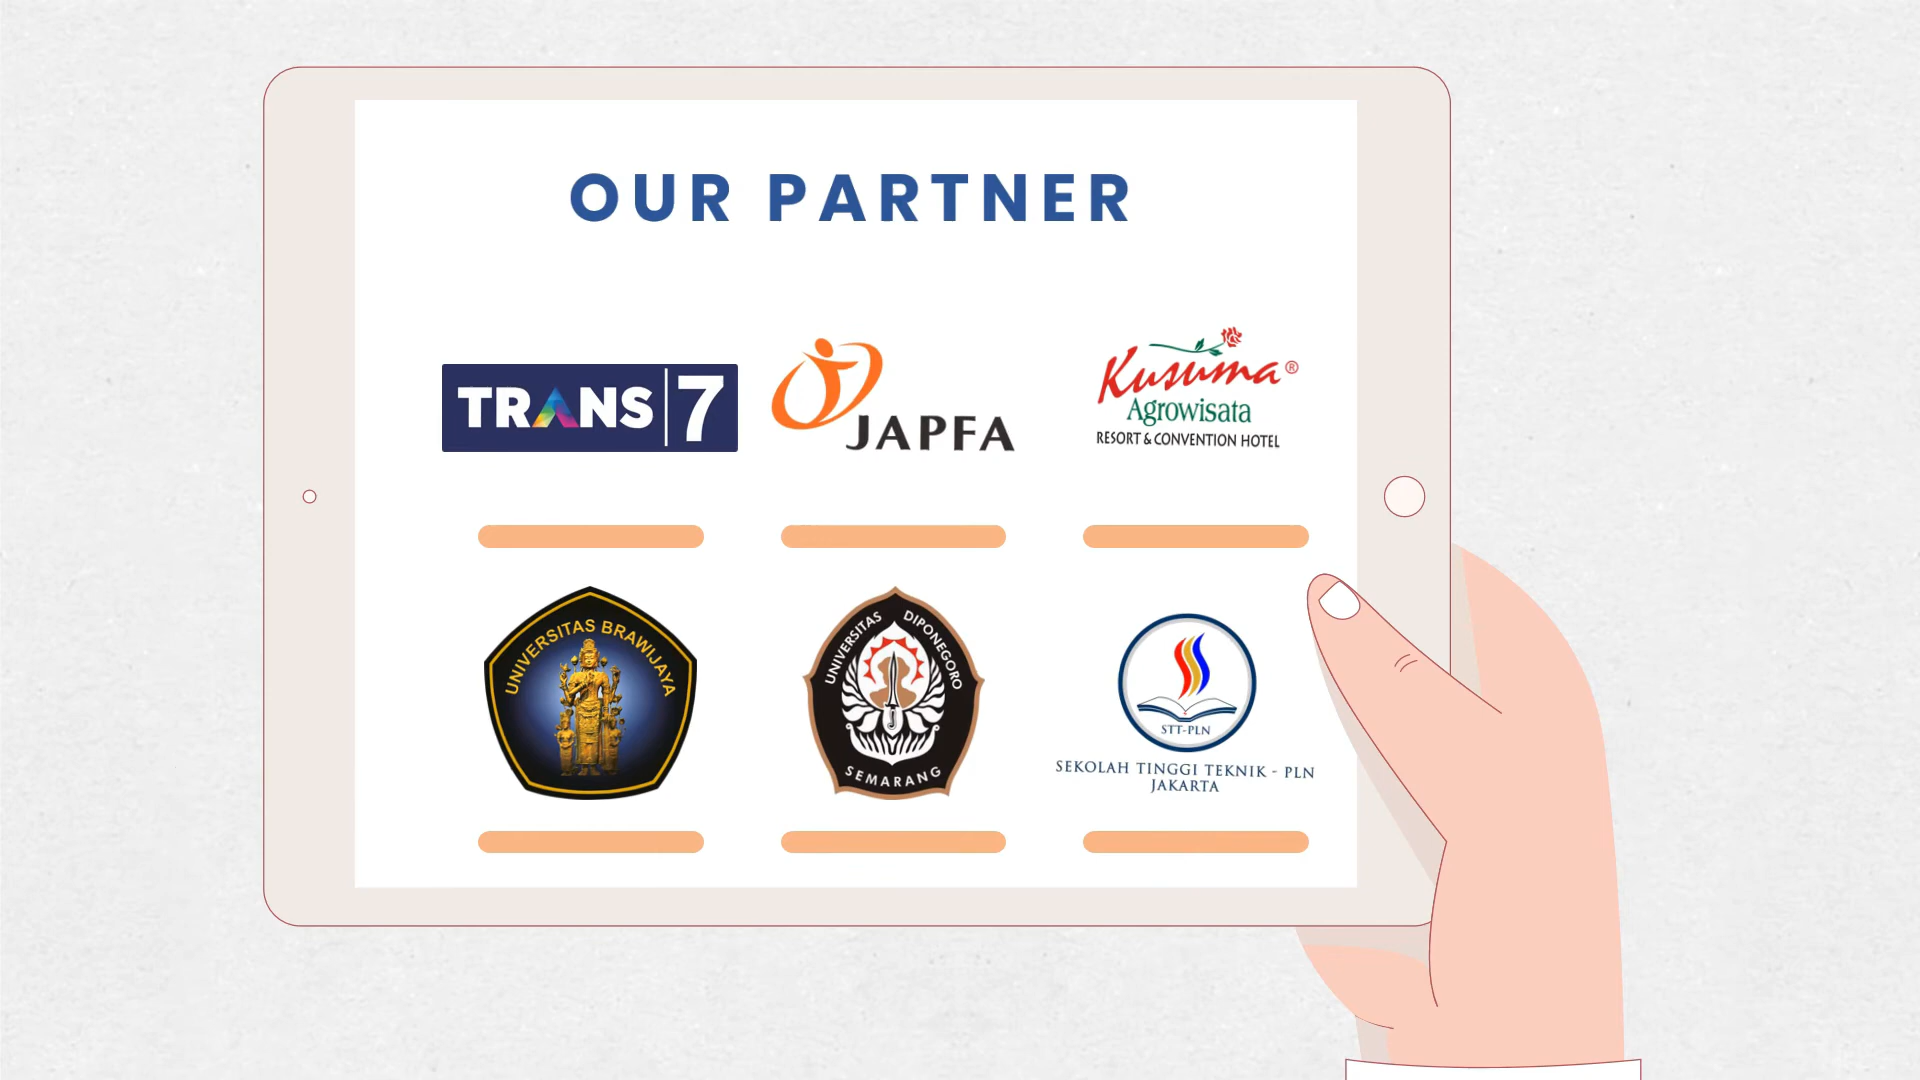 OUR PARTNER
TRANS 7
JAPFA
Kusuma®
Agrowisata
RESORT & CONVENTION HOTEL
UNIVERSITAS BRAWIJAYA
UNIVERSITAS DIPONEGORO
SEMARANG
STT-PLN
SEKOLAH TINGGI TEKNIK - PLN
JAKARTA